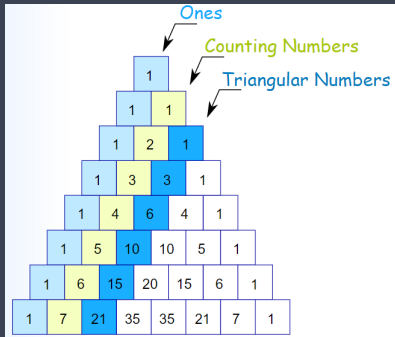 Ones
Counting Numbers
Triangular Numbers
1
1 1
1 2 1
1 3 3 1
1 4 6 4 1
1 5 10 10 5 1
1 6 15 20 15 6 1
1 7 21 35 35 21 7 1